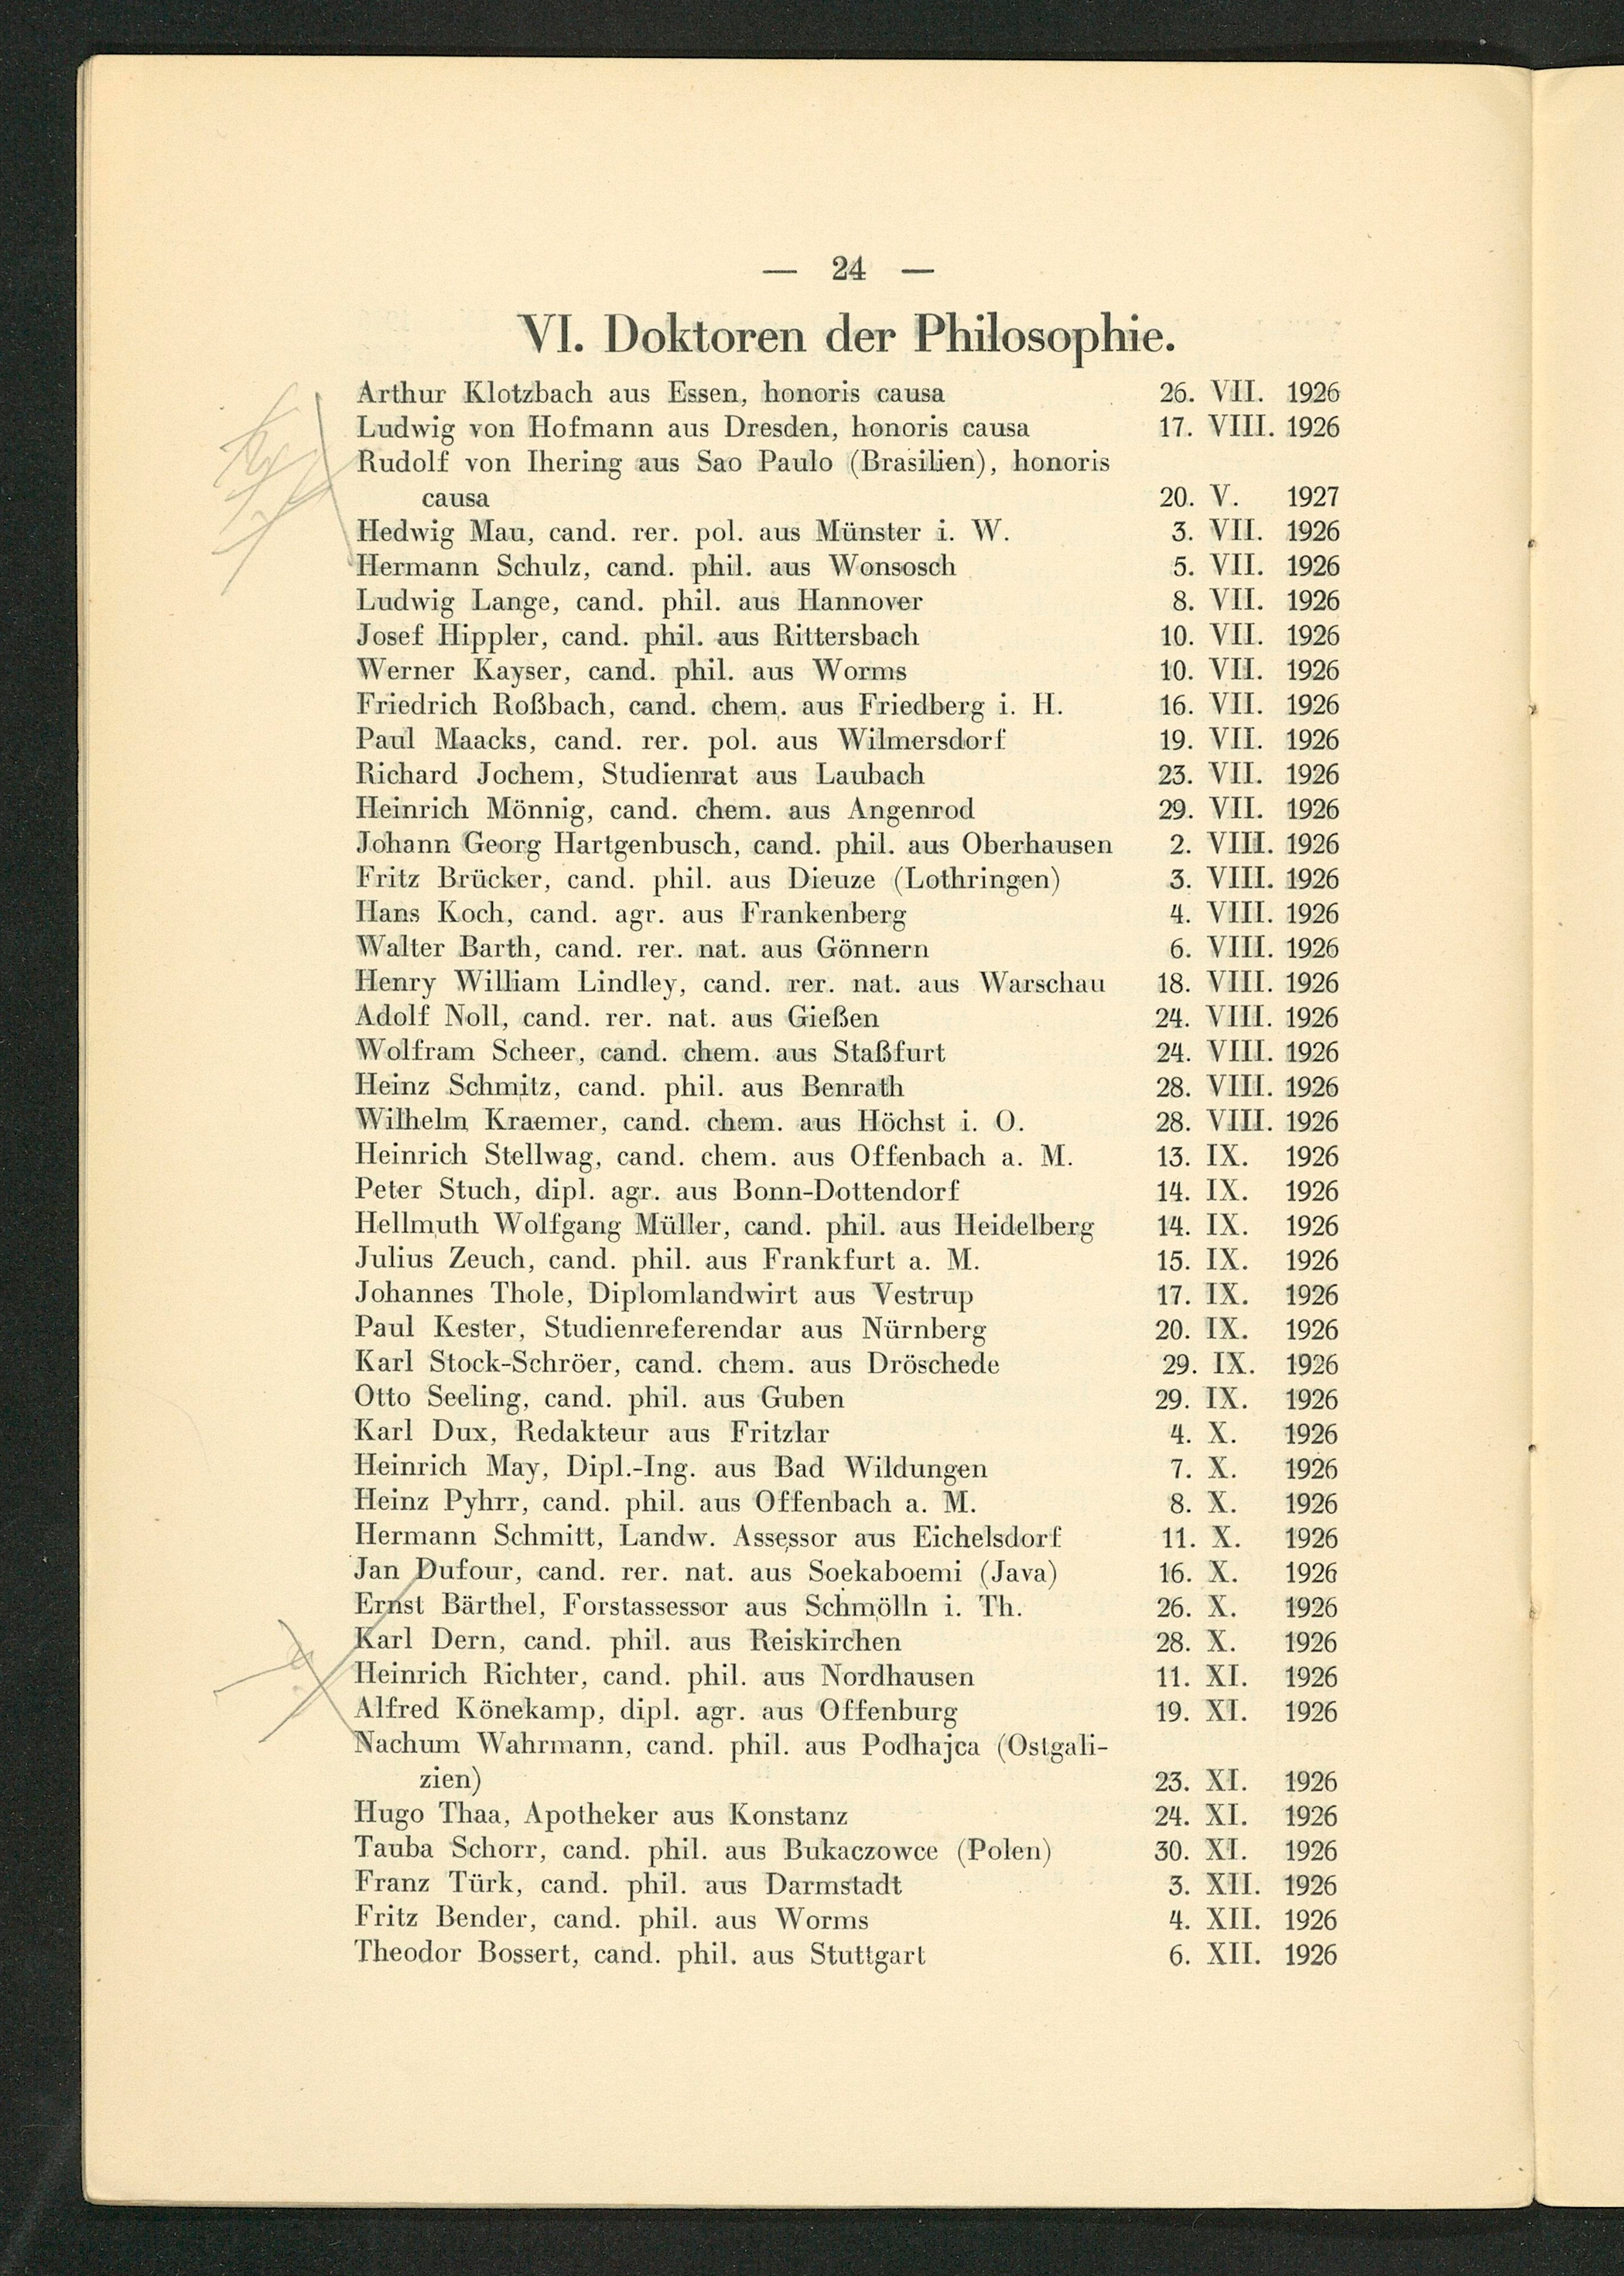 — 24 —
VI. Doktoren der Philosophie.
Arthur Klotzbach aus Essen, honoris causa 26. VII. 1926
Ludwig von Hofmann aus Dresden, honoris causa 17. VIII. 1926
Rudolf von Ihering aus Sao Paulo (Brasilien), honoris
causa 20. V. 1927
Hedwig Mau, cand. rer. pol. aus Münster i. W. 3. VII. 1926
Hermann Schulz, cand. phil. aus Wonsosch 5. VII. 1926
Ludwig Lange, cand. phil. aus Hannover 8. VII. 1926
Josef Hippler, cand. phil. aus Rittersbach 10. VII. 1926
Werner Kayser, cand. phil. aus Worms 10. VII. 1926
Friedrich Roßbach, cand. chem. aus Friedberg i. H. 16. VII. 1926
Paul Maacks, cand. rer. pol. aus Wilmersdorf 19. VII. 1926
Richard Jochem, Studienrat aus Laubach 23. VII. 1926
Heinrich Mönnig, cand. chem. aus Angenrod 29. VII. 1926
Johann Georg Hartgenbusch, cand. phil. aus Oberhausen 2. VIII. 1926
Fritz Brücker, cand. phil. aus Dieuze (Lothringen) 3. VIII. 1926
Hans Koch, cand. agr. aus Frankenberg 4. VIII. 1926
Walter Barth, cand. rer. nat. aus Gönnern 6. VIII. 1926
Henry William Lindley, cand. rer. nat. aus Warschau 18. VIII. 1926
Adolf Noll, cand. rer. nat. aus Gießen 24. VIII. 1926
Wolfram Scheer, cand. chem. aus Staßfurt 24. VIII. 1926
Heinz Schmitz, cand. phil. aus Benrath 28. VIII. 1926
Wilhelm Kraemer, cand. chem. aus Höchst i. O. 28. VIII. 1926
Heinrich Stellwag, cand. chem. aus Offenbach a. M. 13. IX. 1926
Peter Stuch, dipl. agr. aus Bonn-Dottendorf 14. IX. 1926
Hellmuth Wolfgang Müller, cand. phil. aus Heidelberg 14. IX. 1926
Julius Zeuch, cand. phil. aus Frankfurt a. M. 15. IX. 1926
Johannes Thole, Diplomlandwirt aus Vestrup 17. IX. 1926
Paul Kester, Studienreferendar aus Nürnberg 20. IX. 1926
Karl Stock-Schröer, cand. chem. aus Dröschede 29. IX. 1926
Otto Seeling, cand. phil. aus Guben 29. IX. 1926
Karl Dux, Redakteur aus Fritzlar 4. X. 1926
Heinrich May, Dipl.-Ing. aus Bad Wildungen 7. X. 1926
Heinz Pyhrr, cand. phil. aus Offenbach a. M. 8. X. 1926
Hermann Schmitt, Landw. Assessor aus Eichelsdorf 11. X. 1926
Jan Dufour, cand. rer. nat. aus Soekaboemi (Java) 16. X. 1926
Ernst Bärthel, Forstassessor aus Schmölln i. Th. 26. X. 1926
Karl Dern, cand. phil. aus Reiskirchen 28. X. 1926
Heinrich Richter, cand. phil. aus Nordhausen 11. XI. 1926
Alfred Könekamp, dipl. agr. aus Offenburg 19. XI. 1926
Nachum Wahrmann, cand. phil. aus Podhajca (Ostgali-
zien) 23. XI. 1926
Hugo Thaa, Apotheker aus Konstanz 24. XI. 1926
Tauba Schorr, cand. phil. aus Bukaczowce (Polen) 30. XI. 1926
Franz Türk, cand. phil. aus Darmstadt 3. XII. 1926
Fritz Bender, cand. phil. aus Worms 4. XII. 1926
Theodor Bossert, cand. phil. aus Stuttgart 6. XII. 1926